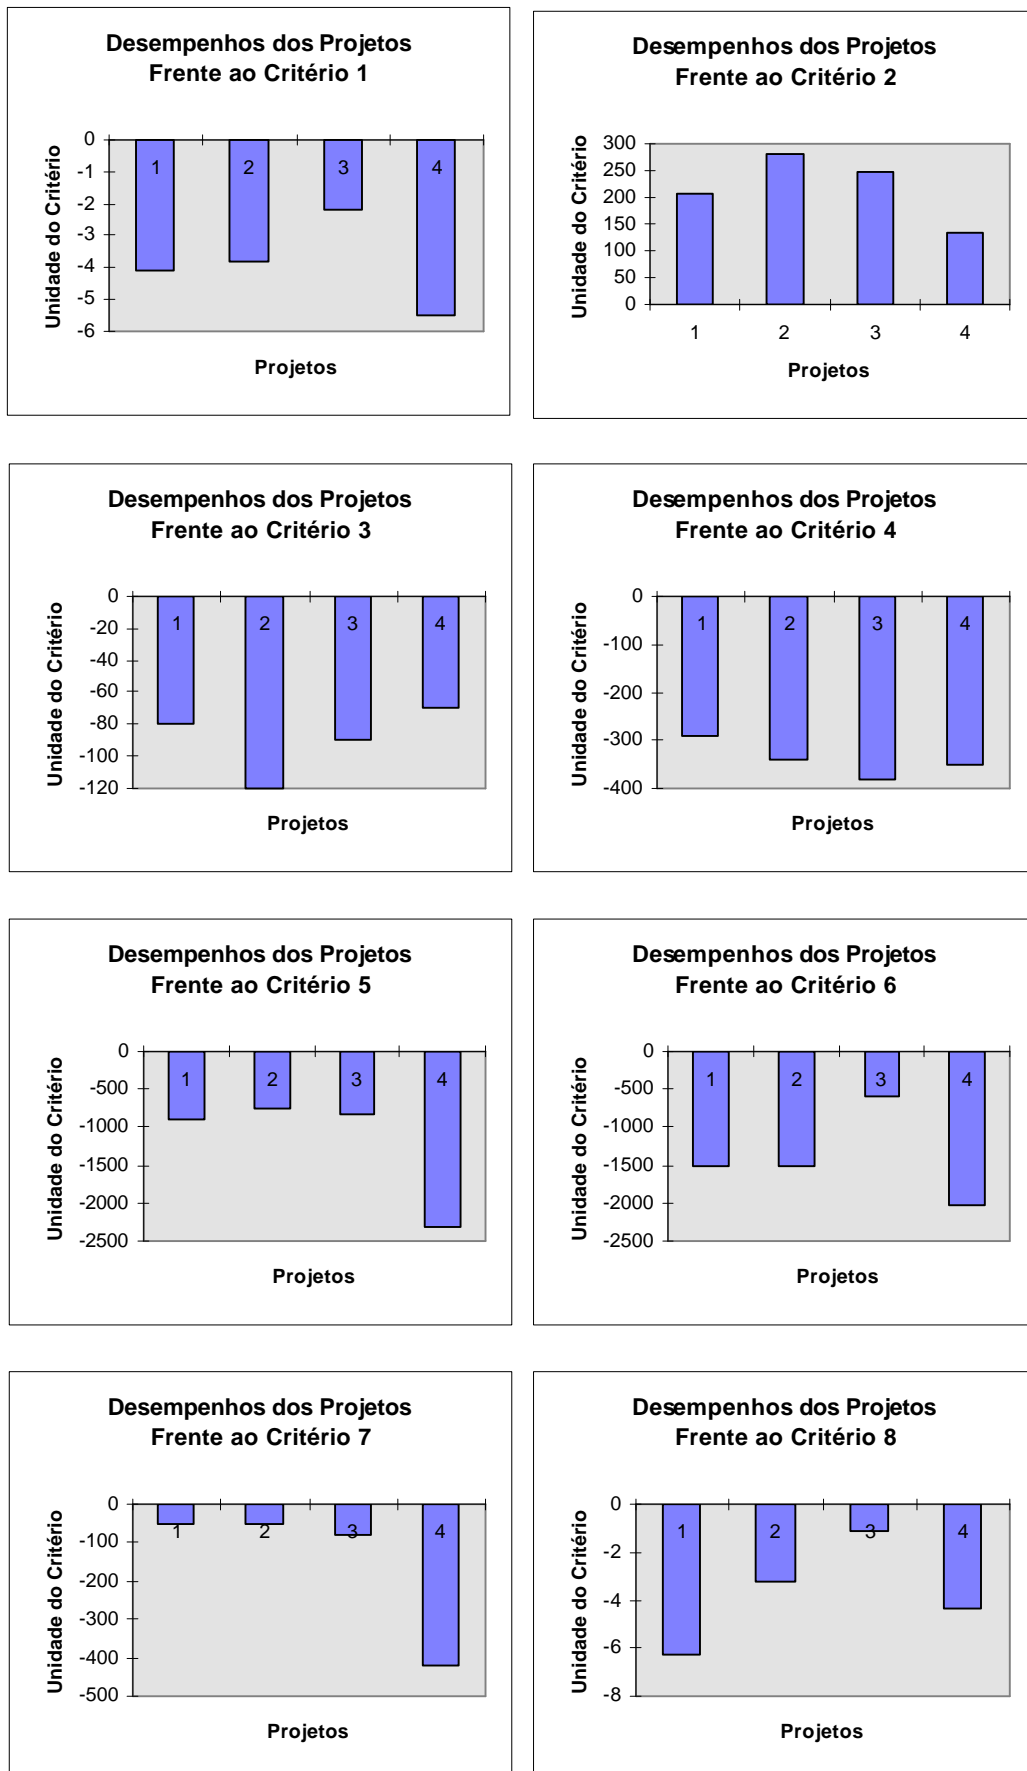 Desempenhos dos Projetos
Frente ao Critério 1
Unidade do Critério
0
-1
-2
-3
-4
-5
-6
1
2
3
4
Projetos
Desempenhos dos Projetos
Frente ao Critério 2
Unidade do Critério
300
250
200
150
100
50
0
1
2
3
4
Projetos
Desempenhos dos Projetos
Frente ao Critério 3
Unidade do Critério
0
-20
-40
-60
-80
-100
-120
1
2
3
4
Projetos
Desempenhos dos Projetos
Frente ao Critério 4
Unidade do Critério
0
-100
-200
-300
-400
1
2
3
4
Projetos
Desempenhos dos Projetos
Frente ao Critério 5
Unidade do Critério
0
-500
-1000
-1500
-2000
-2500
1
2
3
4
Projetos
Desempenhos dos Projetos
Frente ao Critério 6
Unidade do Critério
0
-500
-1000
-1500
-2000
-2500
1
2
3
4
Projetos
Desempenhos dos Projetos
Frente ao Critério 7
Unidade do Critério
0
-100
-200
-300
-400
-500
1
2
3
4
Projetos
Desempenhos dos Projetos
Frente ao Critério 8
Unidade do Critério
0
-2
-4
-6
-8
1
2
3
4
Projetos